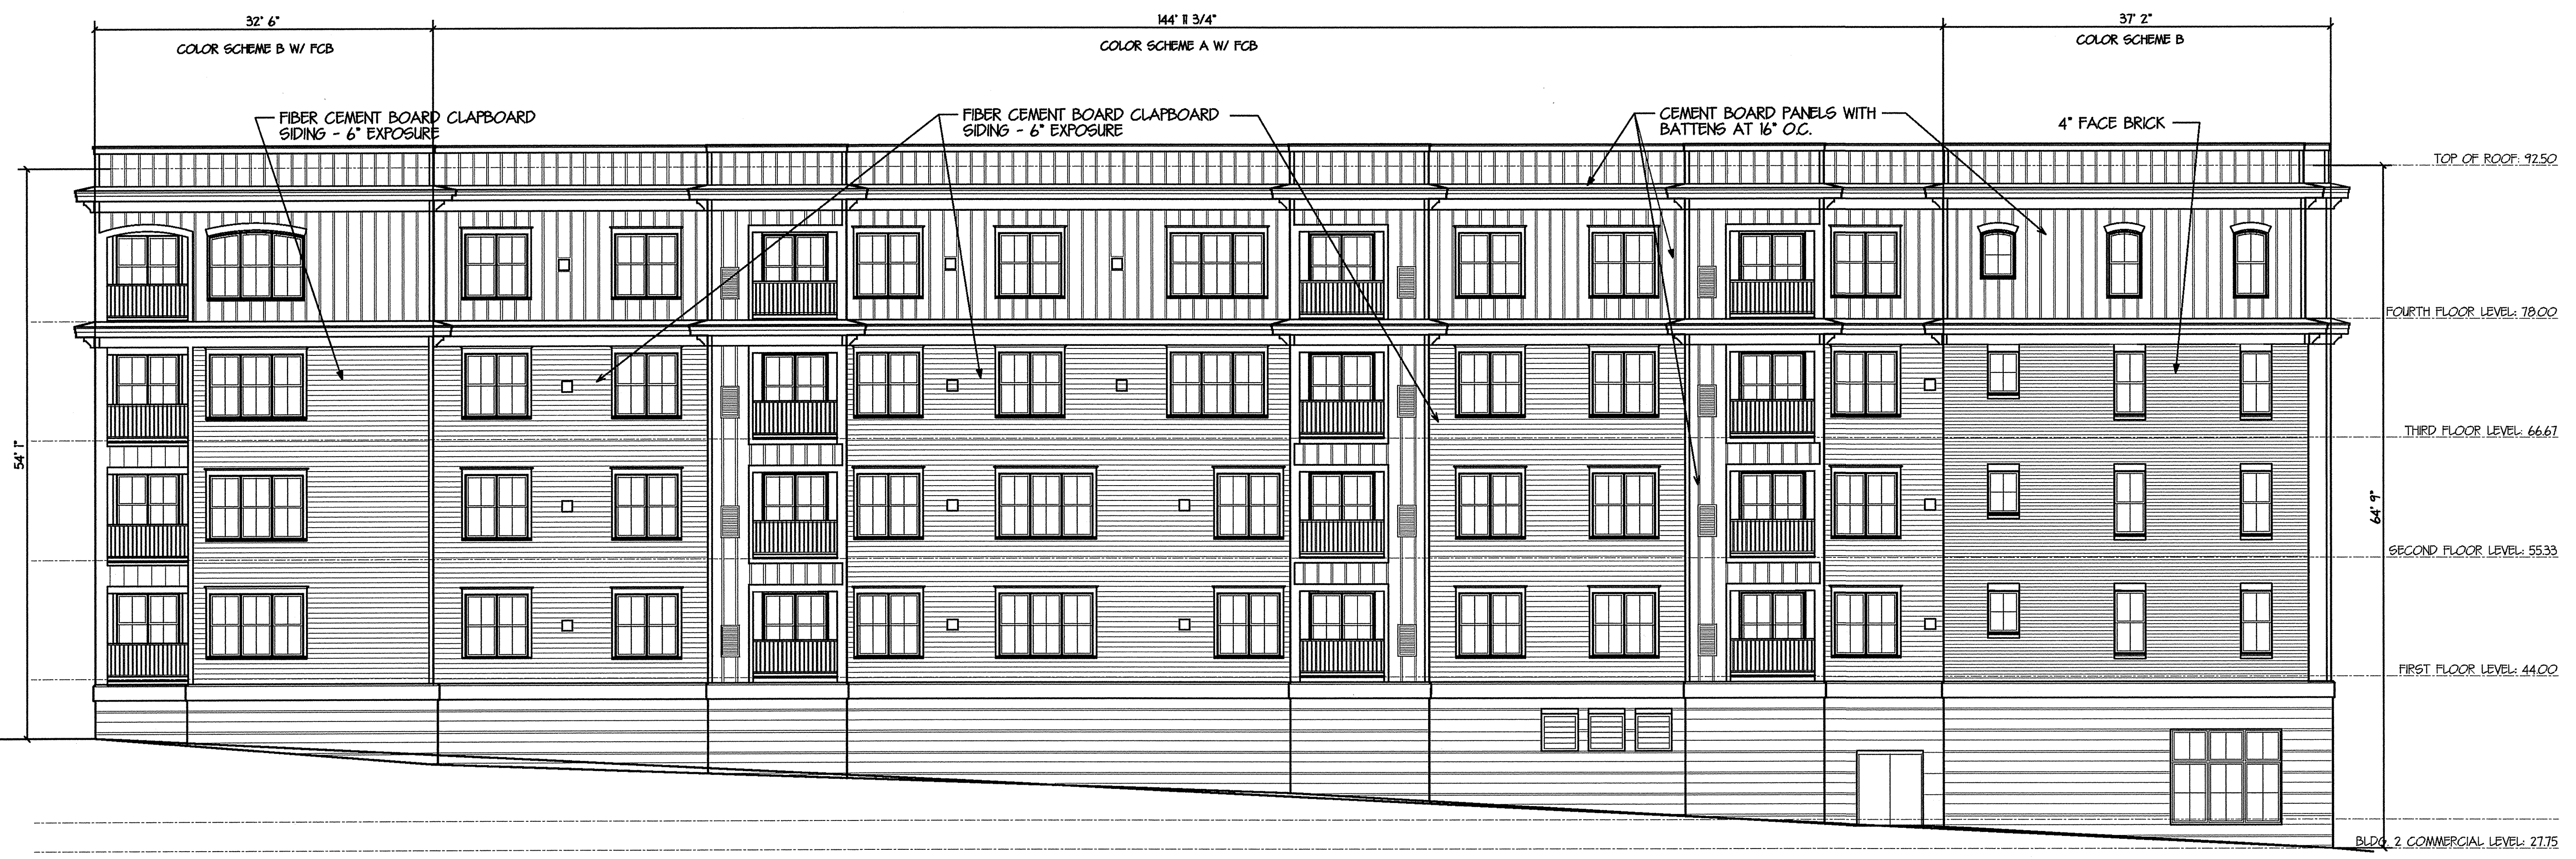 32' 6"
144' 11 3/4"
37' 2"
COLOR SCHEME B W/ FCB
COLOR SCHEME A W/ FCB
COLOR SCHEME B
FIBER CEMENT BOARD CLAPBOARD
SIDING - 6" EXPOSURE
FIBER CEMENT BOARD CLAPBOARD
SIDING - 6" EXPOSURE
CEMENT BOARD PANELS WITH
BATTENS AT 16" O.C.
4" FACE BRICK
TOP OF ROOF: 92.50
FOURTH FLOOR LEVEL: 78.00
THIRD FLOOR LEVEL: 66.67
54' 1"
64' 9"
SECOND FLOOR LEVEL: 55.33
FIRST FLOOR LEVEL: 44.00
BLDG. 2 COMMERCIAL LEVEL: 27.75